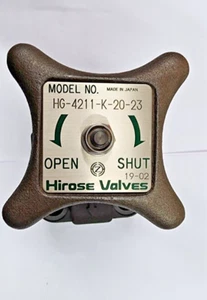 MODEL NO. MADE IN JAPAN
HG-4211-K-20-23
OPEN SHUT
19-02
Hirose Valves